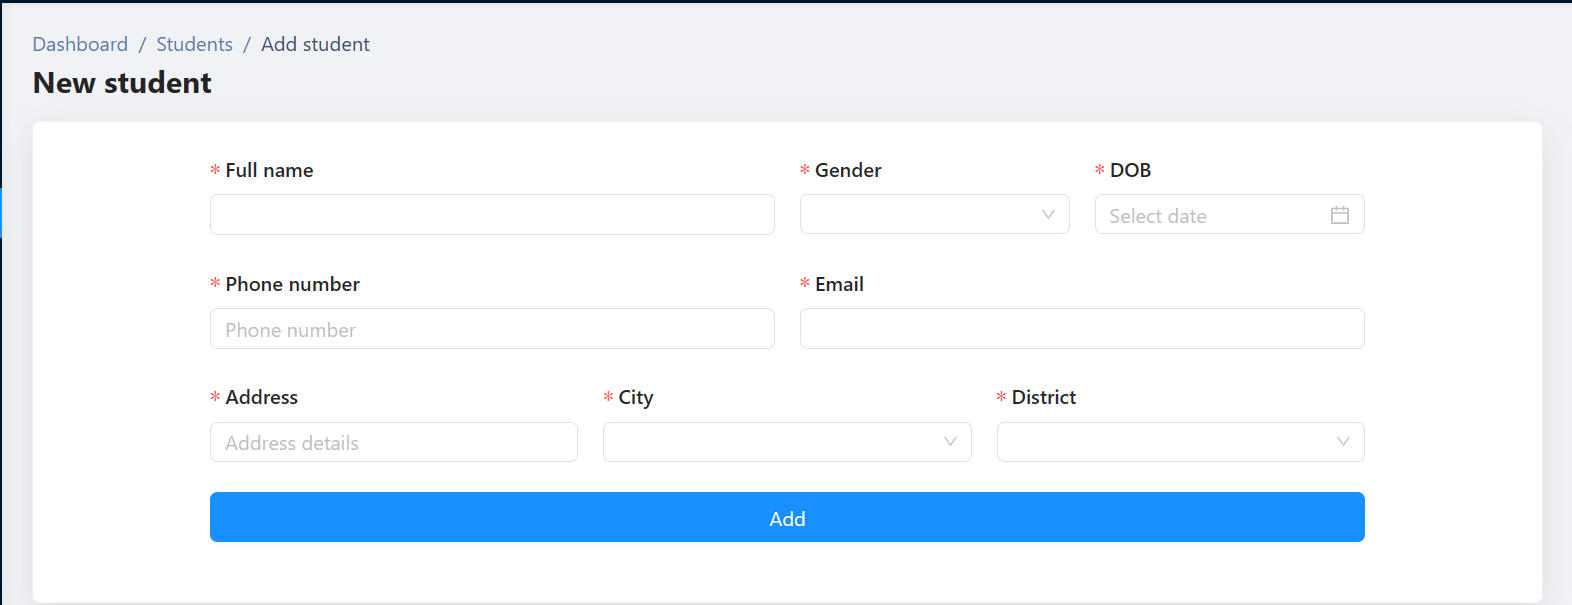 Dashboard / Students / Add student
New student
* Full name * Gender * DOB
Select date
* Phone number * Email
Phone number
* Address * City * District
Address details
Add